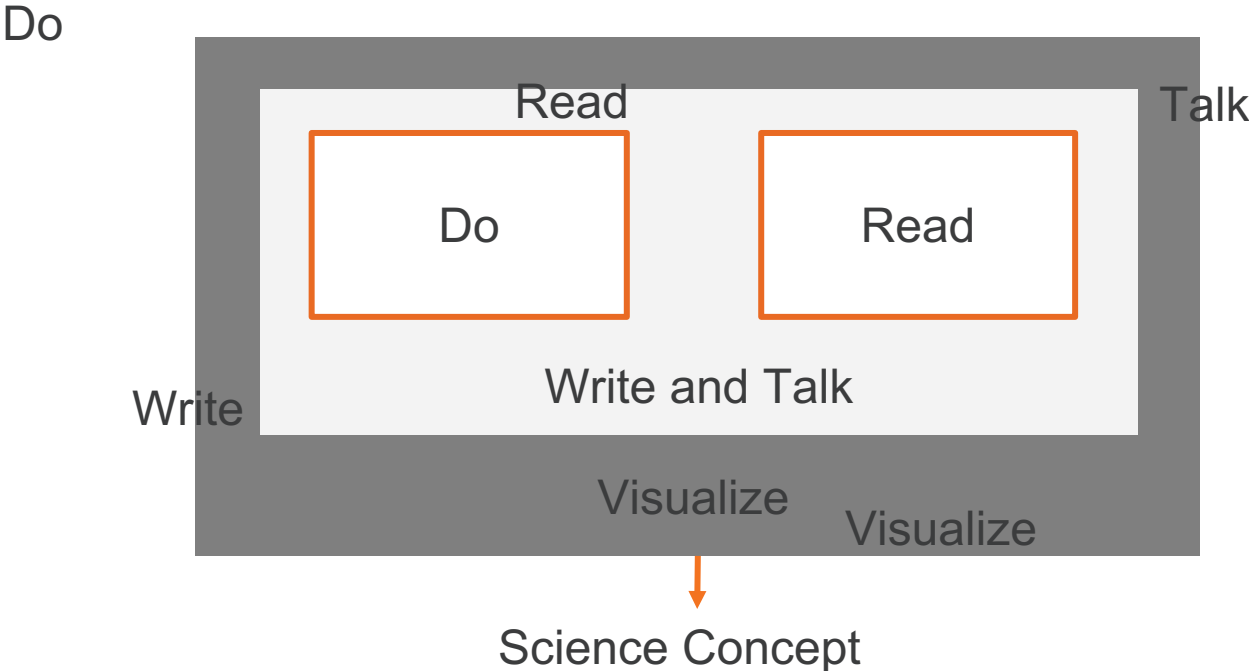 Do
Read
Talk
Do
Read
Write and Talk
Write
Visualize
Visualize
Science Concept